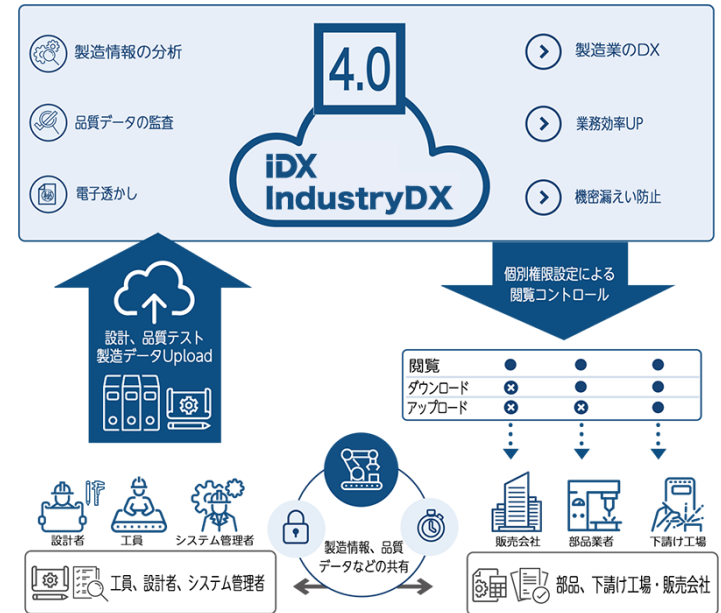 製造情報の分析
品質データの監査
電子透かし
4.0
iDX
IndustryDX
製造業のDX
業務効率UP
機密漏えい防止
設計、品質テスト
製造データUpload
個別権限設定による
閲覧コントロール
閲覧
ダウンロード
アップロード
設計者
工員
システム管理者
製造情報、品質
データなどの共有
販売会社
部品業者
下請け工場
工員、設計者、システム管理者
部品、下請け工場・販売会社